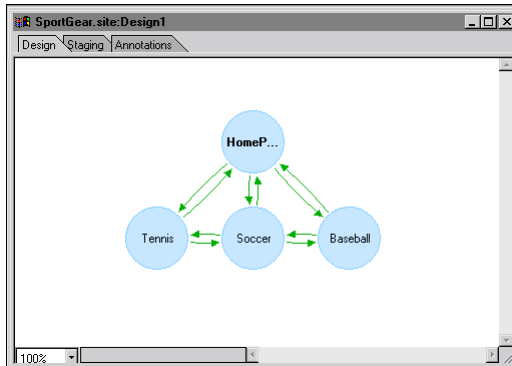 SportGear.site:Design1
Design Staging Annotations
HomeP...
Tennis Soccer Baseball
100%